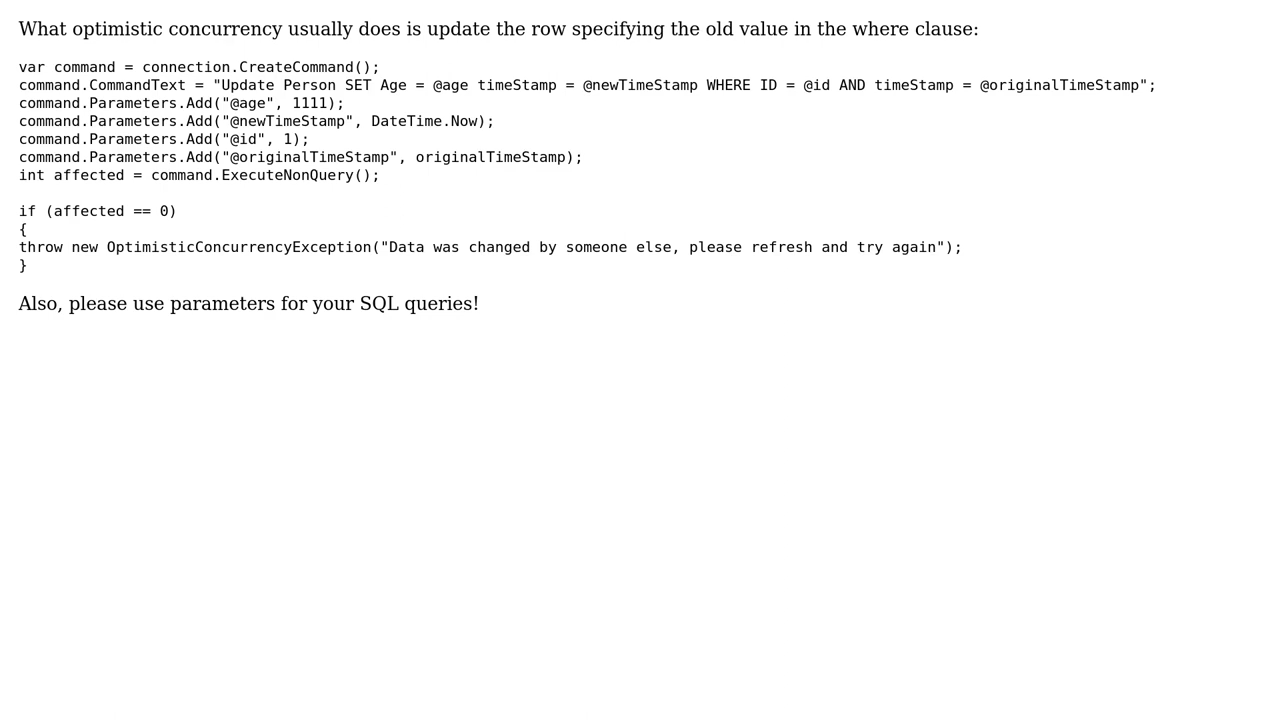 What optimistic concurrency usually does is update the row specifying the old value in the where clause:
var command = connection.CreateCommand();
command.CommandText = "Update Person SET Age = @age timeStamp = @newTimeStamp WHERE ID = @id AND timeStamp = @originalTimeStamp";
command.Parameters.Add("@age", 1111);
command.Parameters.Add("@newTimeStamp", DateTime.Now);
command.Parameters.Add("@id", 1);
command.Parameters.Add("@originalTimeStamp", originalTimeStamp);
int affected = command.ExecuteNonQuery();
if (affected == 0)
{
throw new OptimisticConcurrencyException("Data was changed by someone else, please refresh and try again");
}
Also, please use parameters for your SQL queries!